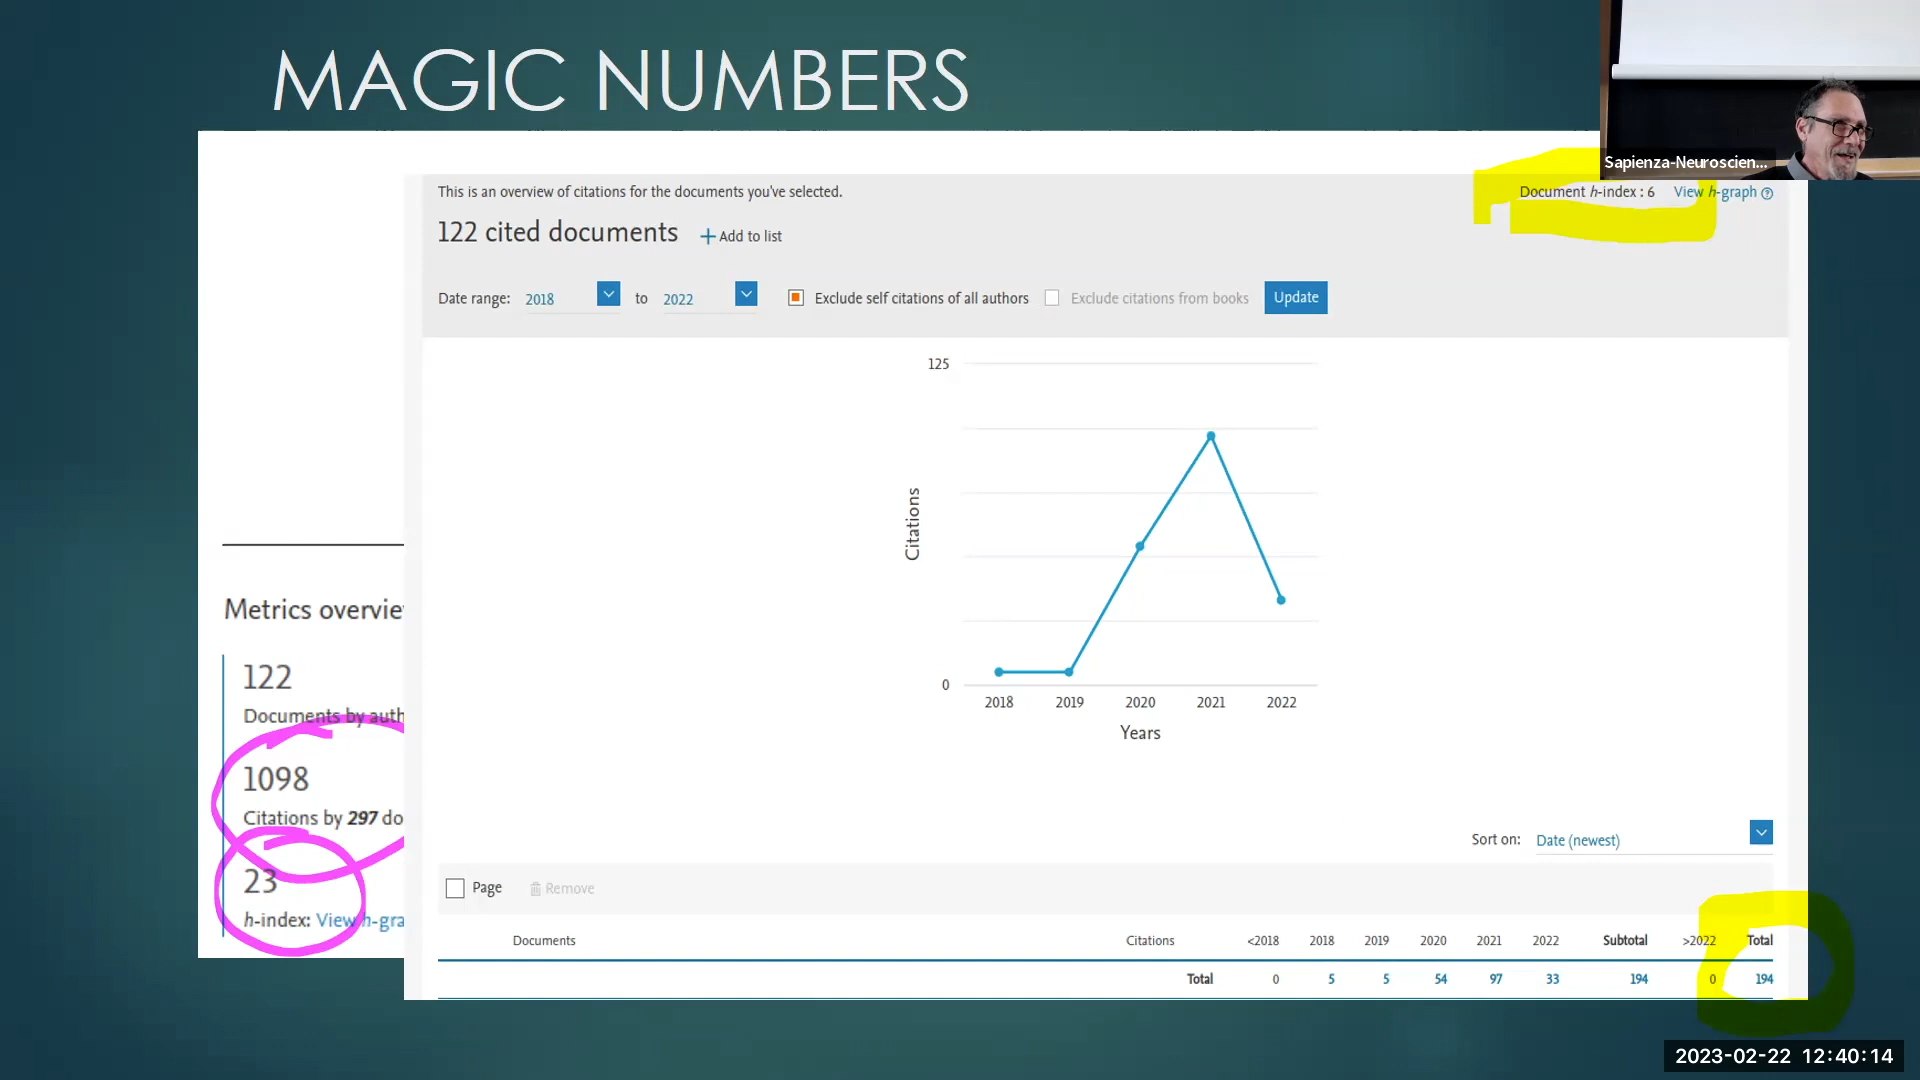 MAGIC NUMBERS
Sapienza-Neuroscien...
This is an overview of citations for the documents you've selected.
Document h-index : 6 View h-graph
122 cited documents
Add to list
Date range: 2018 to 2022
Exclude self citations of all authors
Exclude citations from books
Update
125
0
Citations
2018 2019 2020 2021 2022
Years
Metrics overvie
122
Documents by auth
1098
Citations by 297 do
23
h-index: View h-gra
Sort on: Date (newest)
Page Remove
Documents Citations <2018 2018 2019 2020 2021 2022 Subtotal >2022 Total
Total 0 5 5 54 97 33 194 0 194
2023-02-22 12:40:14